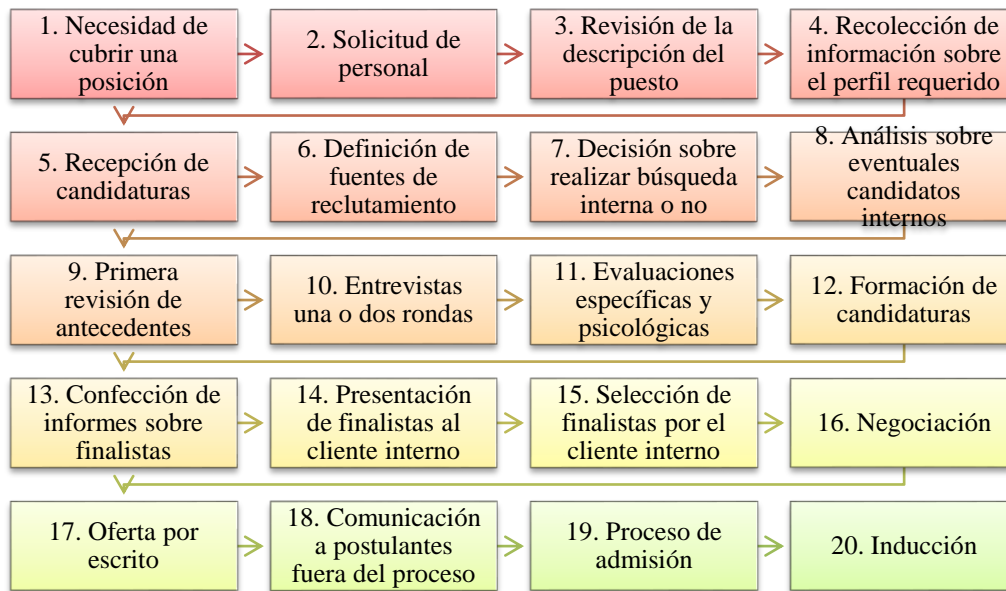 1. Necesidad de
cubrir una
posición
2. Solicitud de
personal
3. Revisión de la
descripción del
puesto
4. Recolección de
información sobre
el perfil requerido
5. Recepción de
candidaturas
6. Definición de
fuentes de
reclutamiento
7. Decisión sobre
realizar búsqueda
interna o no
8. Análisis sobre
eventuales
candidatos
internos
9. Primera
revisión de
antecedentes
10. Entrevistas
una o dos rondas
11. Evaluaciones
específicas y
psicológicas
12. Formación de
candidaturas
13. Confección de
informes sobre
finalistas
14. Presentación
de finalistas al
cliente interno
15. Selección de
finalistas por el
cliente interno
16. Negociación
17. Oferta por
escrito
18. Comunicación
a postulantes
fuera del proceso
19. Proceso de
admisión
20. Inducción